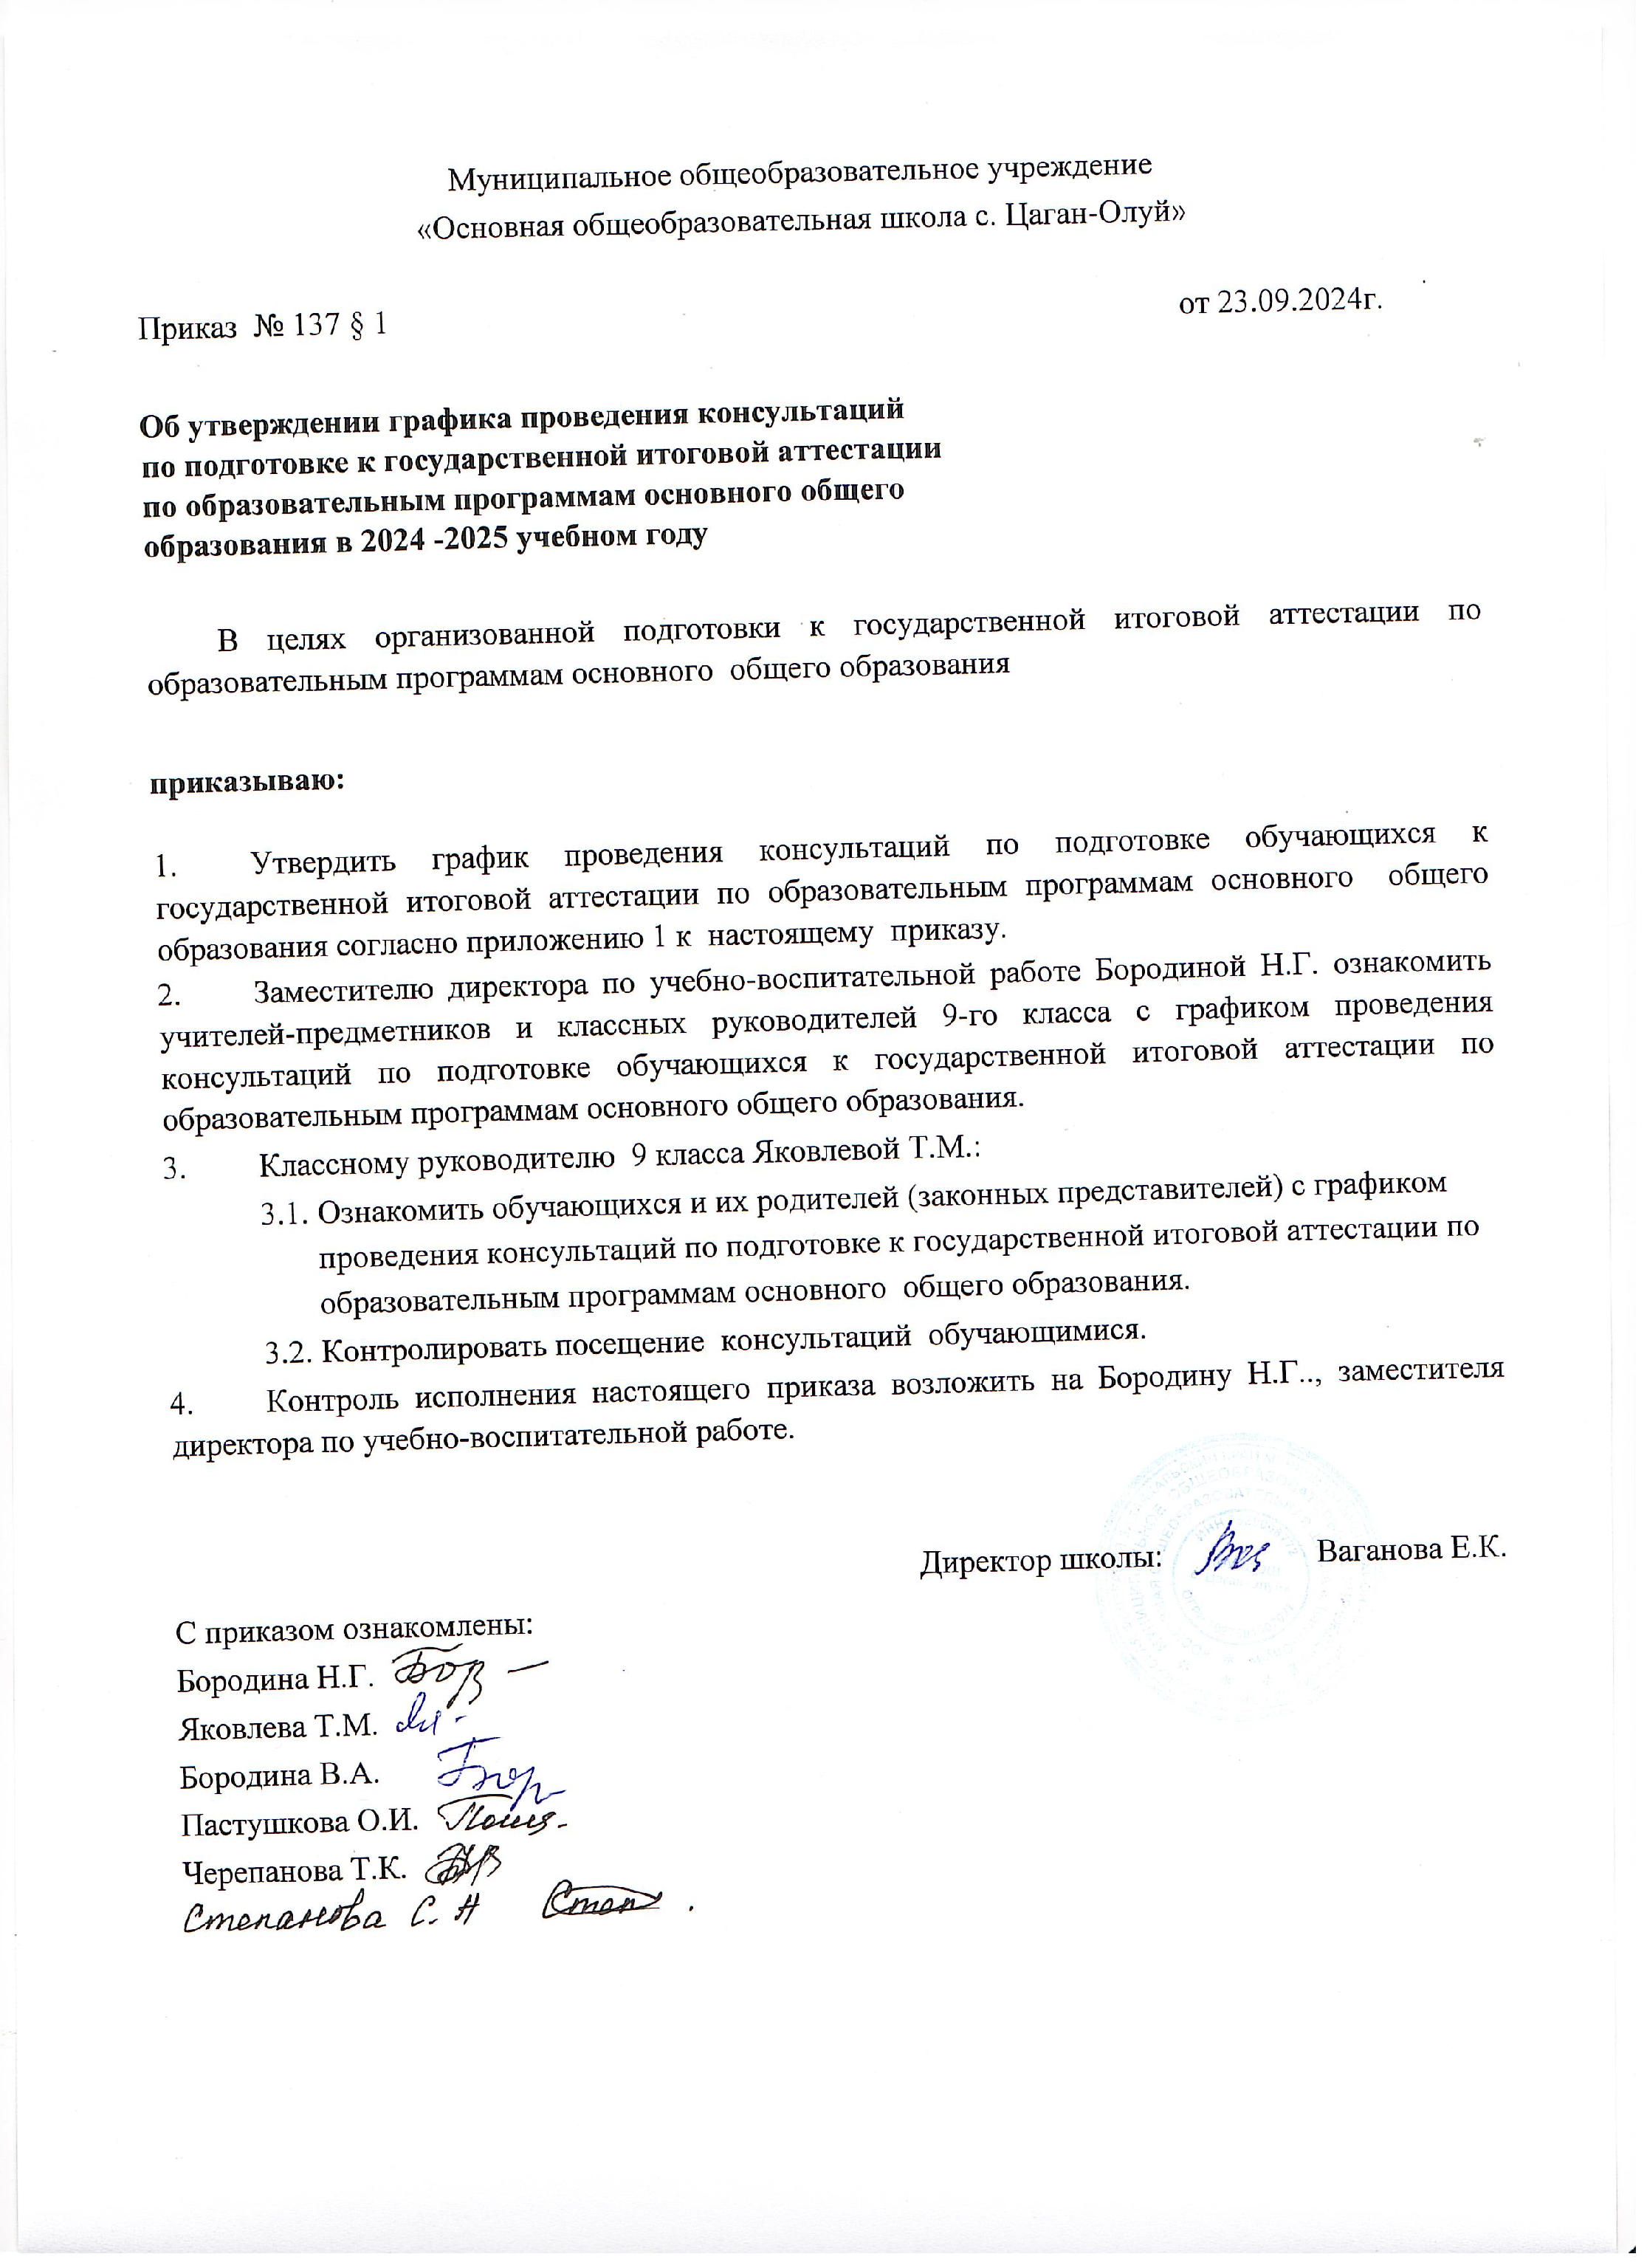 Муниципальное общеобразовательное учреждение
«Основная общеобразовательная школа с. Цаган-Олуй»
Приказ № 137 § 1
от 23.09.2024г.
Об утверждении графика проведения консультаций
по подготовке к государственной итоговой аттестации
по образовательным программам основного общего
образования в 2024 -2025 учебном году
В целях организованной подготовки к государственной итоговой аттестации по
образовательным программам основного общего образования
приказываю:
1. Утвердить график проведения консультаций по подготовке обучающихся к
государственной итоговой аттестации по образовательным программам основного общего
образования согласно приложению 1 к настоящему приказу.
2. Заместителю директора по учебно-воспитательной работе Бородиной Н.Г. ознакомить
учителей-предметников и классных руководителей 9-го класса с графиком проведения
консультаций по подготовке обучающихся к государственной итоговой аттестации по
образовательным программам основного общего образования.
3. Классному руководителю 9 класса Яковлевой Т.М.:
3.1. Ознакомить обучающихся и их родителей (законных представителей) с графиком
проведения консультаций по подготовке к государственной итоговой аттестации по
образовательным программам основного общего образования.
3.2. Контролировать посещение консультаций обучающимися.
4. Контроль исполнения настоящего приказа возложить на Бородину Н.Г.., заместителя
директора по учебно-воспитательной работе.
Директор школы: Ваганова Е.К.
С приказом ознакомлены:
Бородина Н.Г.
Яковлева Т.М.
Бородина В.А.
Пастушкова О.И.
Черепанова Т.К.
Степанова С. Н